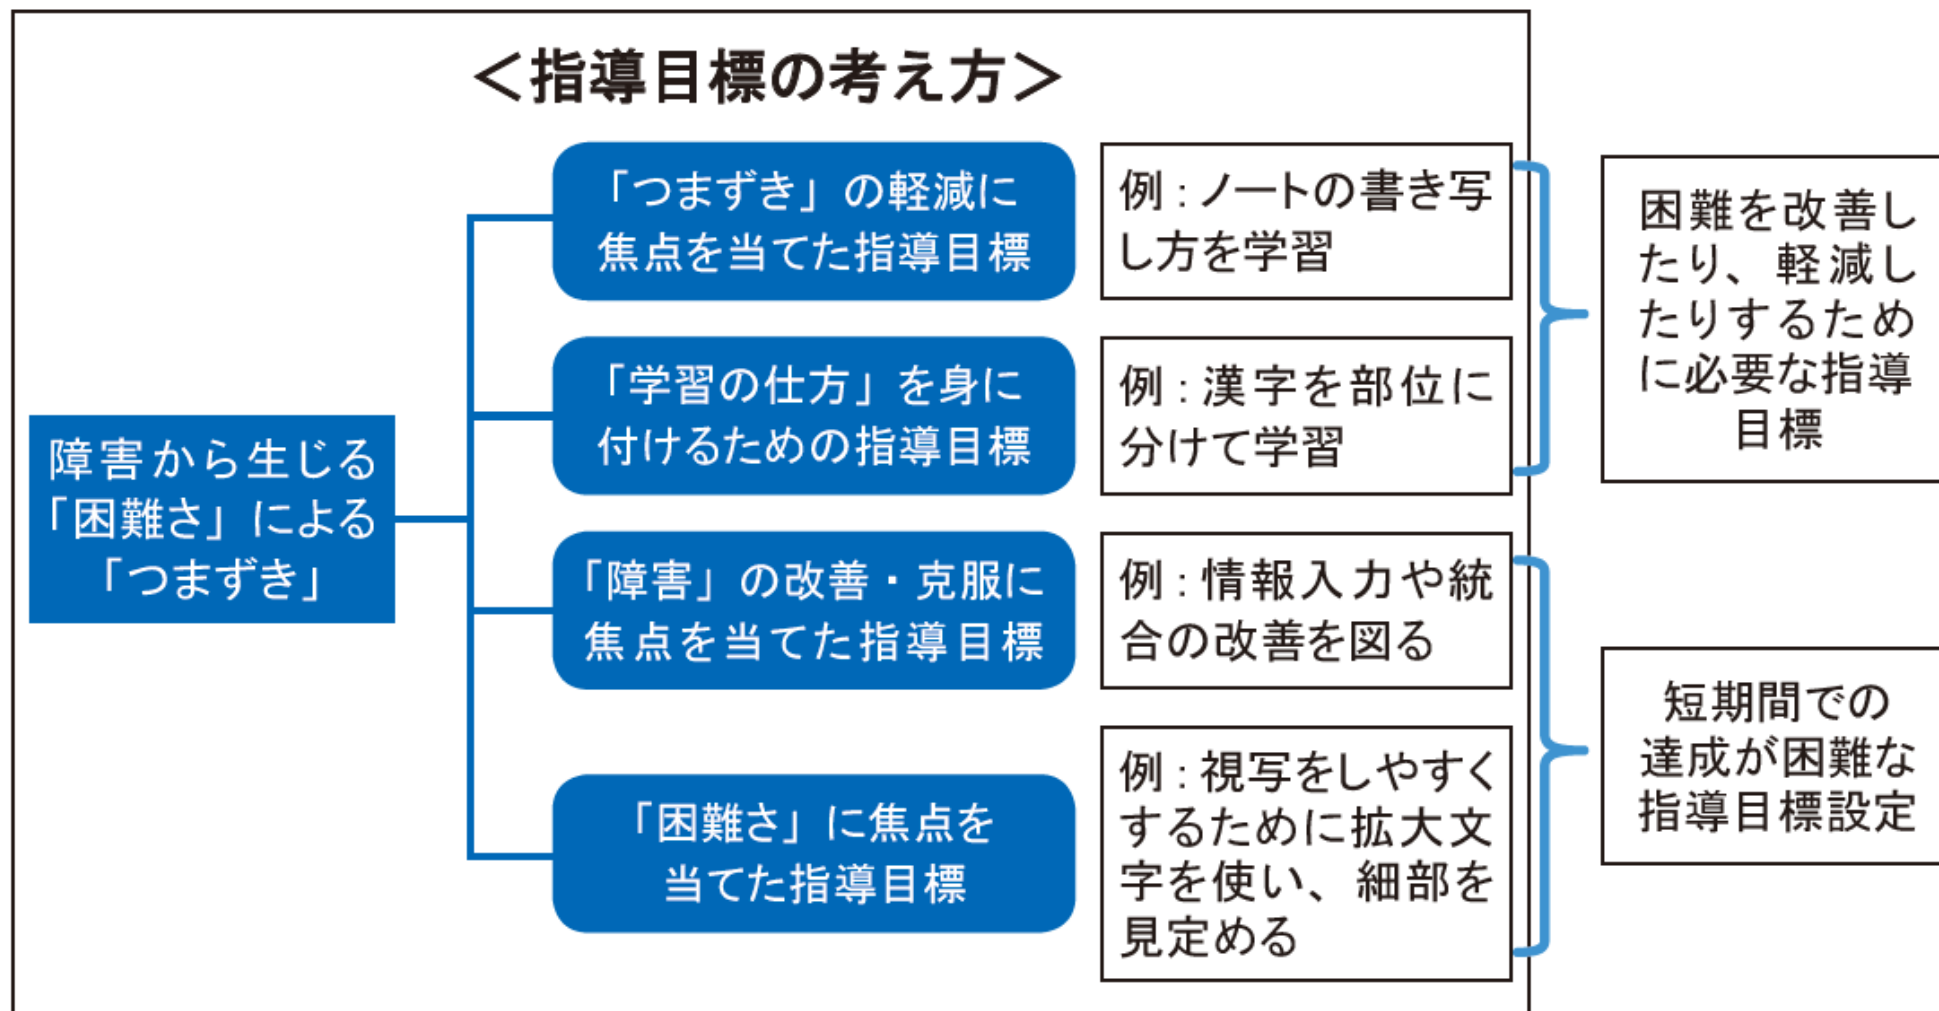 ＜指導目標の考え方＞
障害から生じる
「困難さ」による
「つまずき」
「つまずき」の軽減に
焦点を当てた指導目標
例：ノートの書き写
し方を学習
「学習の仕方」を身に
付けるための指導目標
例：漢字を部位に
分けて学習
困難を改善し
たり、軽減し
たりするため
に必要な指導
目標
「障害」の改善・克服に
焦点を当てた指導目標
例：情報入力や統
合の改善を図る
「困難さ」に焦点を
当てた指導目標
例：視写をしやすく
するために拡大文
字を使い、細部を
見定める
短期間での
達成が困難な
指導目標設定